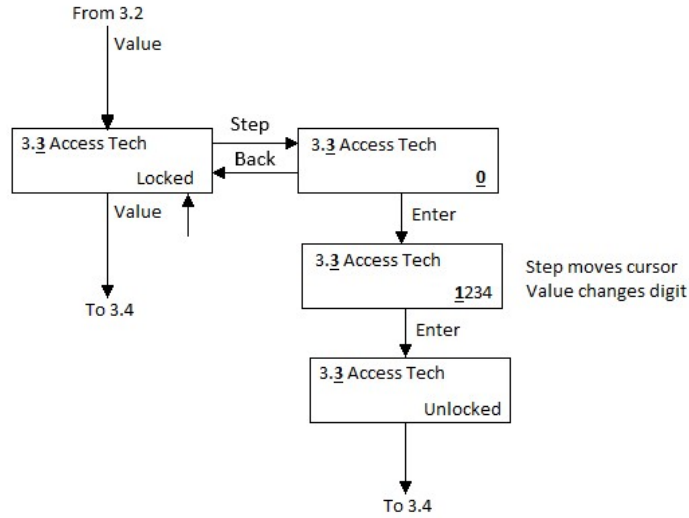 From 3.2
Value
3.3 Access Tech
Locked
Step
Back
3.3 Access Tech
0
Value
To 3.4
Enter
3.3 Access Tech
1234
Step moves cursor
Value changes digit
Enter
3.3 Access Tech
Unlocked
To 3.4